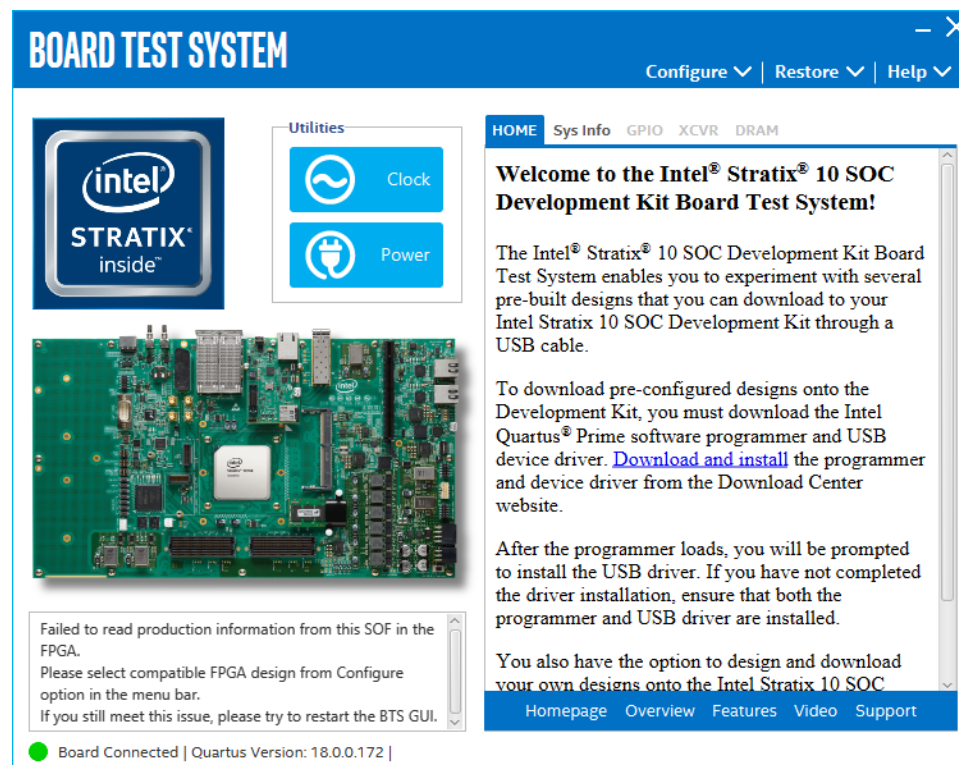 BOARD TEST SYSTEM
Configure | Restore | Help
intel
STRATIX®
inside™
Utilities
Clock
Power
HOME Sys Info GPIO XCVR DRAM
Welcome to the Intel® Stratix® 10 SOC
Development Kit Board Test System!
The Intel® Stratix® 10 SOC Development Kit Board
Test System enables you to experiment with several
pre-built designs that you can download to your
Intel Stratix 10 SOC Development Kit through a
USB cable.
To download pre-configured designs onto the
Development Kit, you must download the Intel
Quartus® Prime software programmer and USB
device driver. Download and install the programmer
and device driver from the Download Center
website.
After the programmer loads, you will be prompted
to install the USB driver. If you have not completed
the driver installation, ensure that both the
programmer and USB driver are installed.
You also have the option to design and download
your own designs onto the Intel Stratix 10 SOC
Homepage Overview Features Video Support
intel
Failed to read production information from this SOF in the
FPGA.
Please select compatible FPGA design from Configure
option in the menu bar.
If you still meet this issue, please try to restart the BTS GUI.
Board Connected | Quartus Version: 18.0.0.172 |